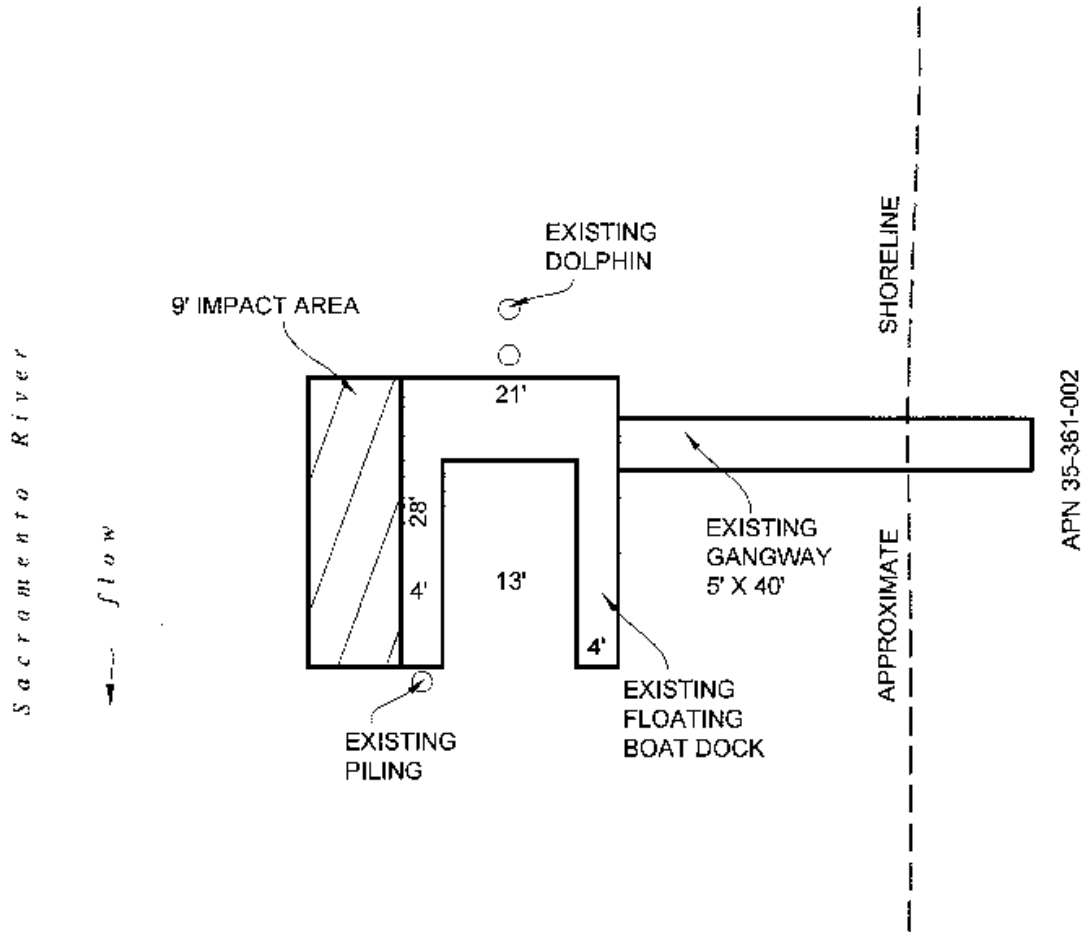 EXISTING
DOLPHIN
9' IMPACT AREA
SHORELINE
Sacramento River
flow
21'
28'
4'
13'
4'
EXISTING
GANGWAY
5' X 40'
APN 35-361-002
APPROXIMATE
EXISTING
FLOATING
BOAT DOCK
EXISTING
PILING